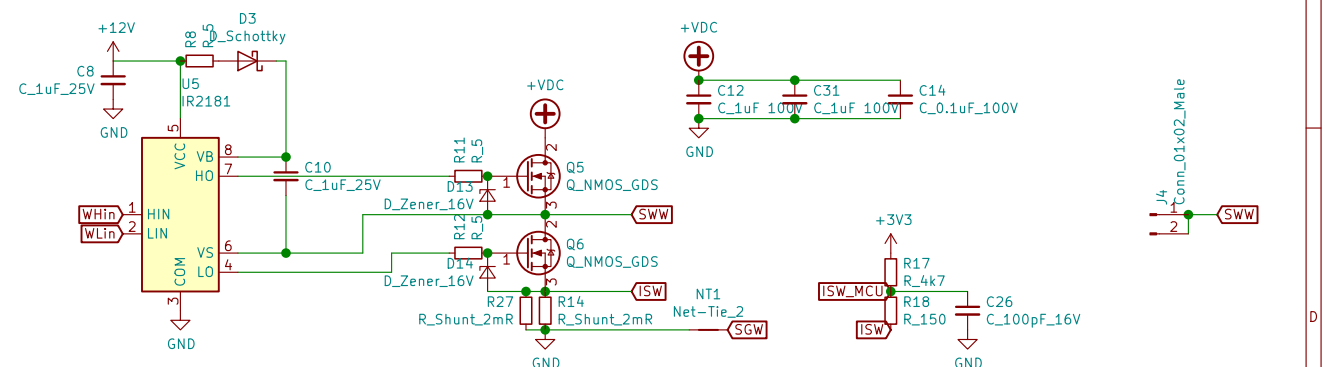 +12V
C8
C_1uF_25V
GND
R8
R_5
D3
D_Schottky
U5
IR2181
5
VCC
VB
8
HO
7
WHin
1
HIN
WLin
2
LIN
VS
6
LO
4
COM
3
GND
C10
C_1uF_25V
R11
R_5
D13
D_Zener_16V
R12
R_5
D14
D_Zener_16V
+VDC
2
1
Q5
Q_NMOS_GDS
3
SWW
2
1
Q6
Q_NMOS_GDS
3
ISW
R27
R_Shunt_2mR
R14
R_Shunt_2mR
NT1
Net-Tie_2
SGW
GND
+VDC
C12
C_1uF 100V
C31
C_1uF 100V
C14
C_0.1uF_100V
GND
+3V3
R17
R_4k7
ISW_MCU
R18
R_150
ISW
C26
C_100pF_16V
GND
J4
Conn_01x02_Male
1
2
SWW
D